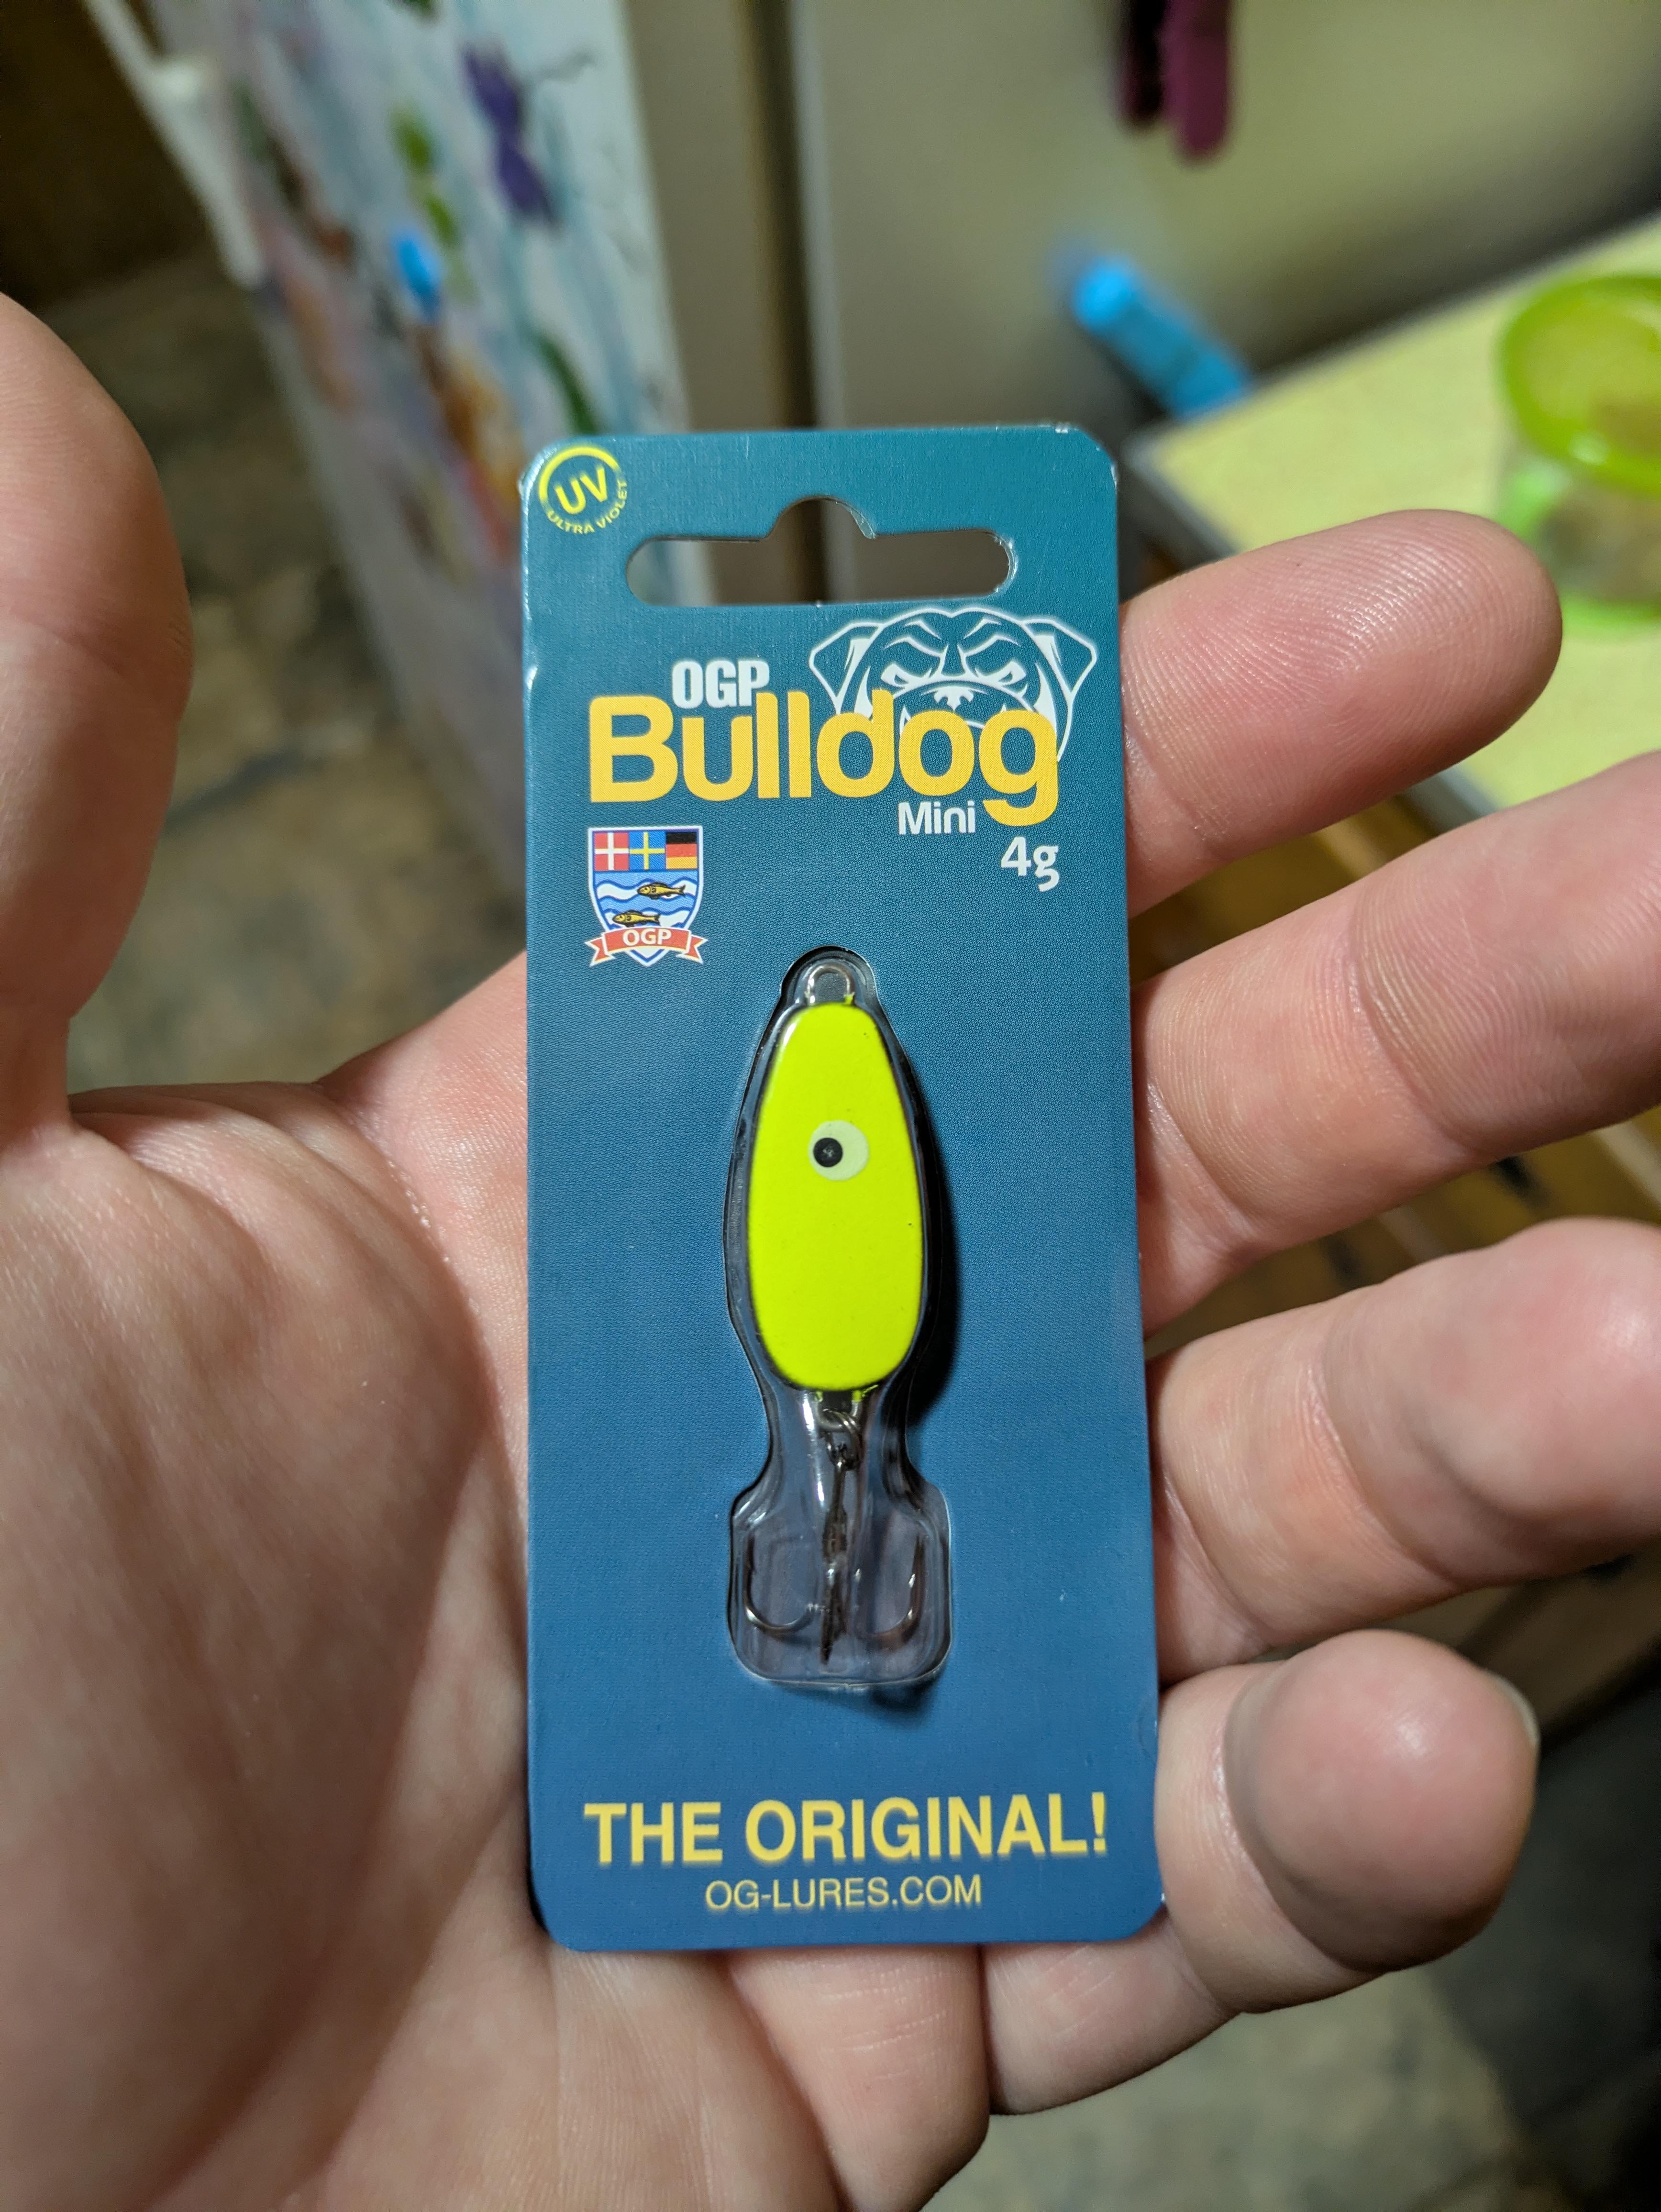 UV
ULTRA VIOLET
OGP
Bulldog
Mini
4g
OGP
THE ORIGINAL!
OG-LURES.COM